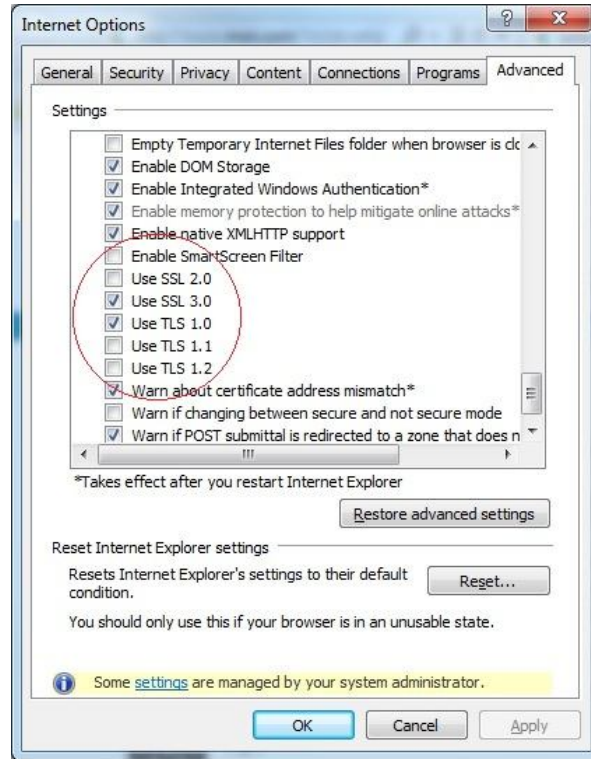 Internet Options
General Security Privacy Content Connections Programs Advanced
Settings
Empty Temporary Internet Files folder when browser is clo
Enable DOM Storage
Enable Integrated Windows Authentication*
Enable memory protection to help mitigate online attacks*
Enable native XMLHTTP support
Enable SmartScreen Filter
Use SSL 2.0
Use SSL 3.0
Use TLS 1.0
Use TLS 1.1
Use TLS 1.2
Warn about certificate address mismatch*
Warn if changing between secure and not secure mode
Warn if POST submittal is redirected to a zone that does n
*Takes effect after you restart Internet Explorer
Restore advanced settings
Reset Internet Explorer settings
Resets Internet Explorer's settings to their default
condition.
Reset...
You should only use this if your browser is in an unusable state.
Some settings are managed by your system administrator.
OK Cancel Apply